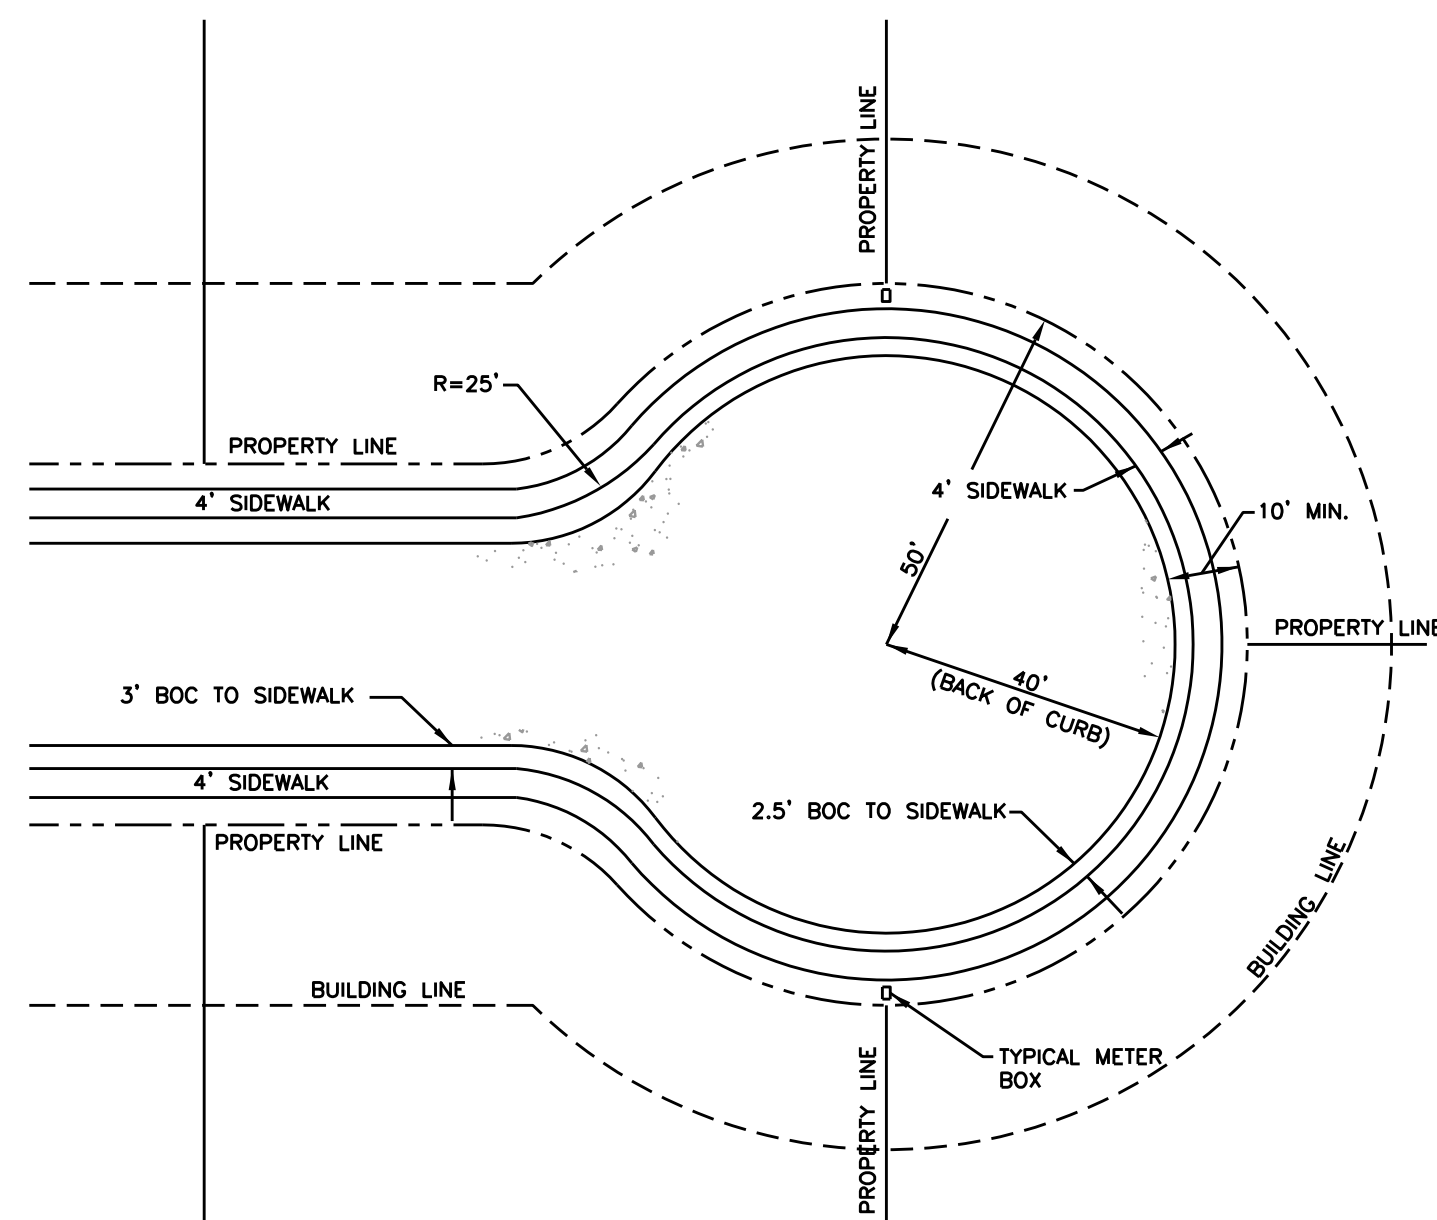 PROPERTY LINE
R=25'
PROPERTY LINE
4' SIDEWALK
4' SIDEWALK
10' MIN.
50'
PROPERTY LINE
40'
(BACK OF CURB)
3' BOC TO SIDEWALK
4' SIDEWALK
2.5' BOC TO SIDEWALK
PROPERTY LINE
BUILDING LINE
BUILDING LINE
TYPICAL METER
BOX
PROPERTY LINE